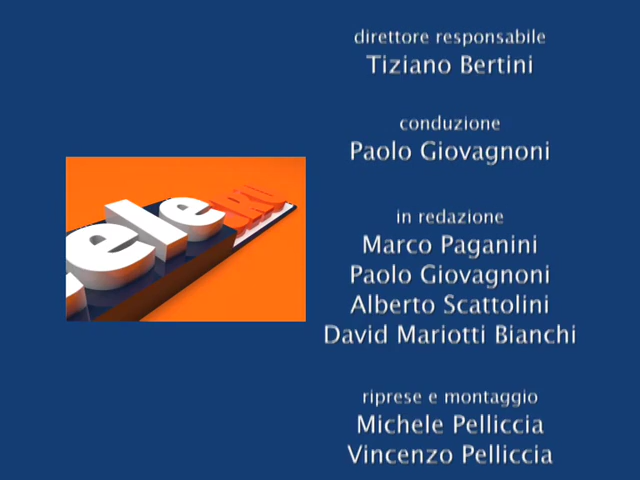 direttore responsabile
Tiziano Bertini
conduzione
Paolo Giovagnoni
in redazione
Marco Paganini
Paolo Giovagnoni
Alberto Scattolini
David Mariotti Bianchi
riprese e montaggio
Michele Pelliccia
Vincenzo Pelliccia